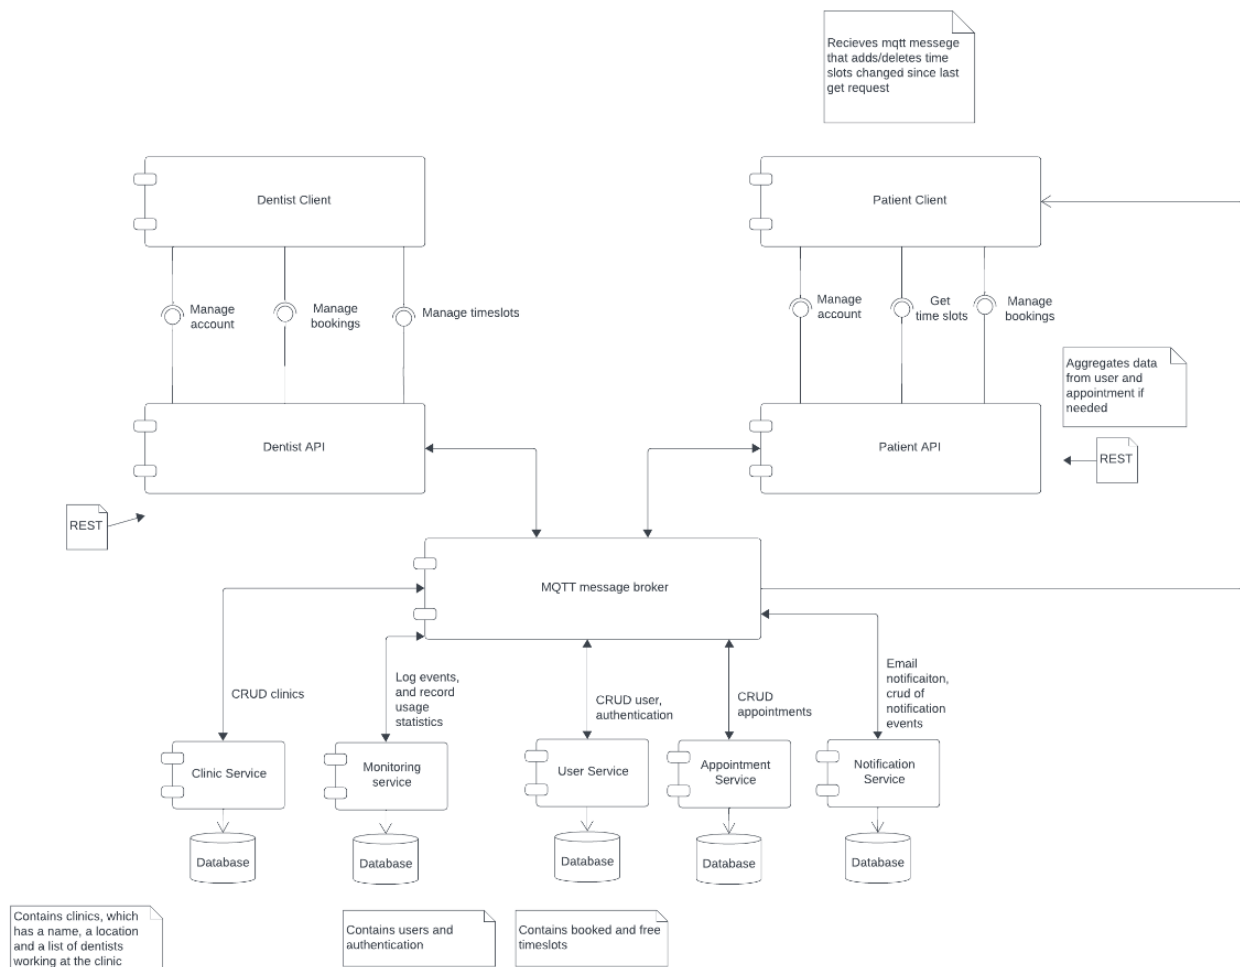 Recieves mqtt messege
that adds/deletes time
slots changed since last
get request
Dentist Client
Patient Client
Manage
account
Manage
bookings
Manage timeslots
Manage
account
Get
time slots
Manage
bookings
Aggregates data
from user and
appointment if
needed
Dentist API
Patient API
REST
REST
MQTT message broker
CRUD clinics
Log events,
and record
usage
statistics
CRUD user,
authentication
CRUD
appointments
Email
notificaiton,
crud of
notification
events
Clinic Service
Monitoring
service
User Service
Appointment
Service
Notification
Service
Database
Database
Database
Database
Database
Contains clinics, which
has a name, a location
and a list of dentists
working at the clinic
Contains users and
authentication
Contains booked and free
timeslots